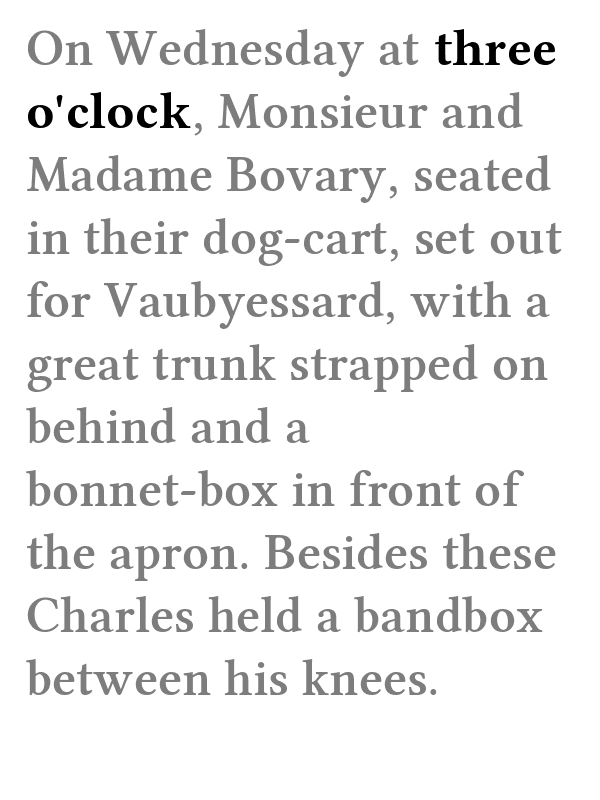 On Wednesday at three
o'clock, Monsieur and
Madame Bovary, seated
in their dog-cart, set out
for Vaubyessard, with a
great trunk strapped on
behind and a
bonnet-box in front of
the apron. Besides these
Charles held a bandbox
between his knees.